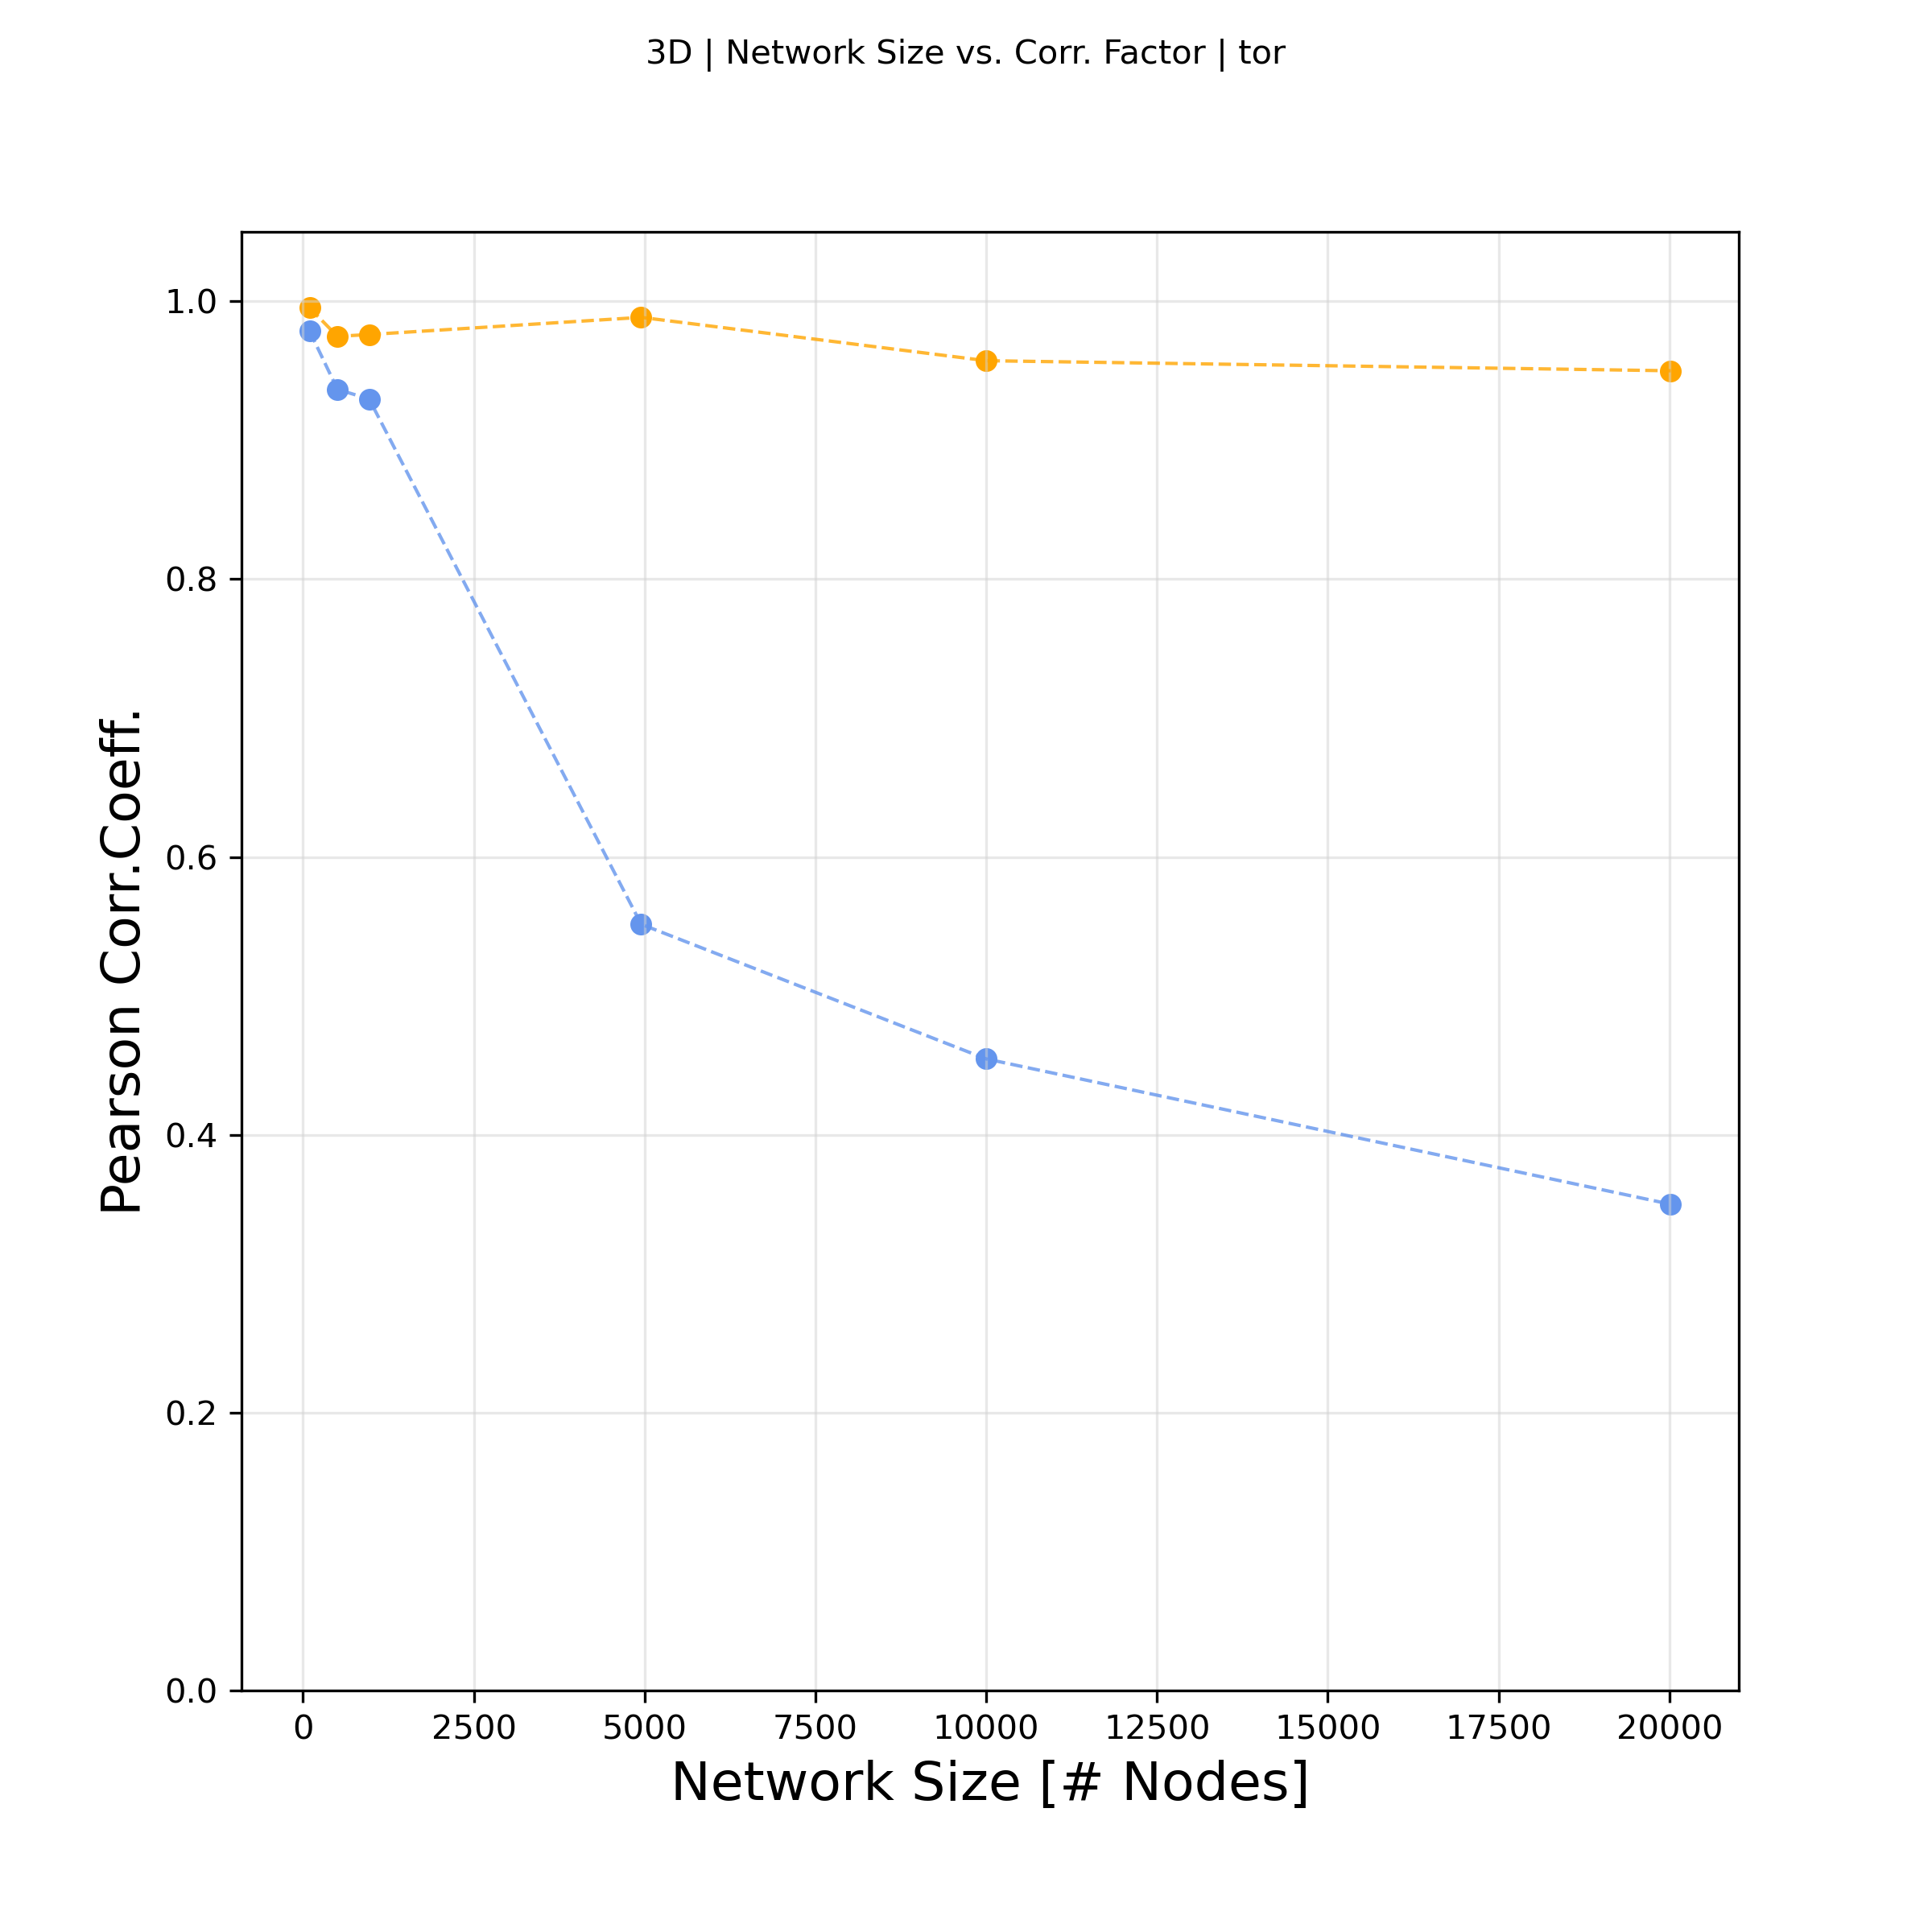 3D | Network Size vs. Corr. Factor | tor
1.0
0.8
0.6
0.4
0.2
0.0
Pearson Corr.Coeff.
0 2500 5000 7500 10000 12500 15000 17500 20000
Network Size [# Nodes]